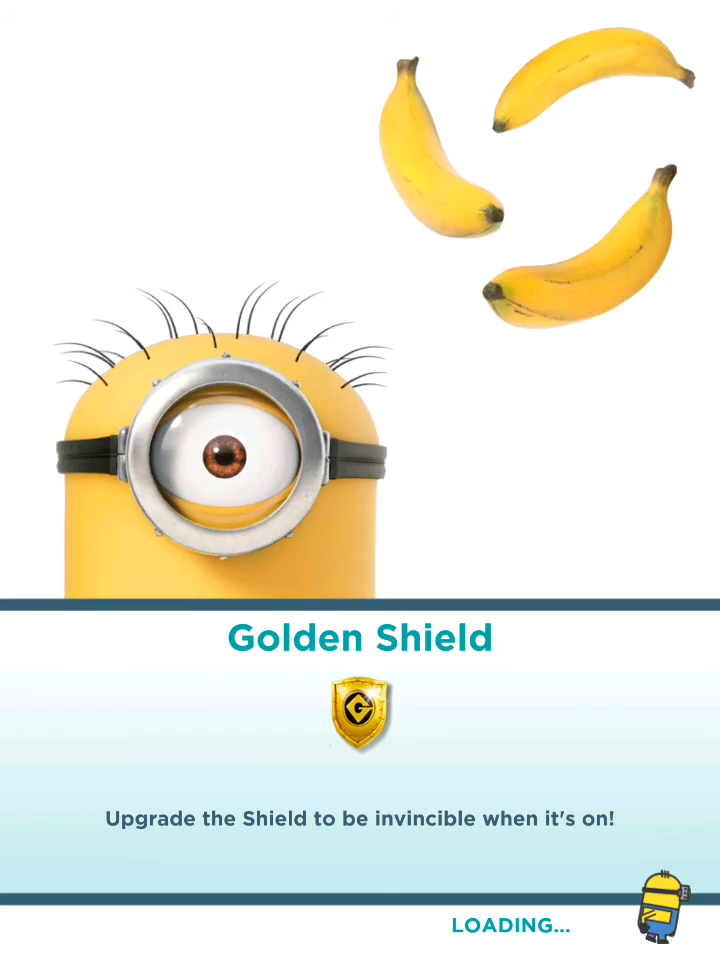 Golden Shield
G
Upgrade the Shield to be invincible when it's on!
LOADING...